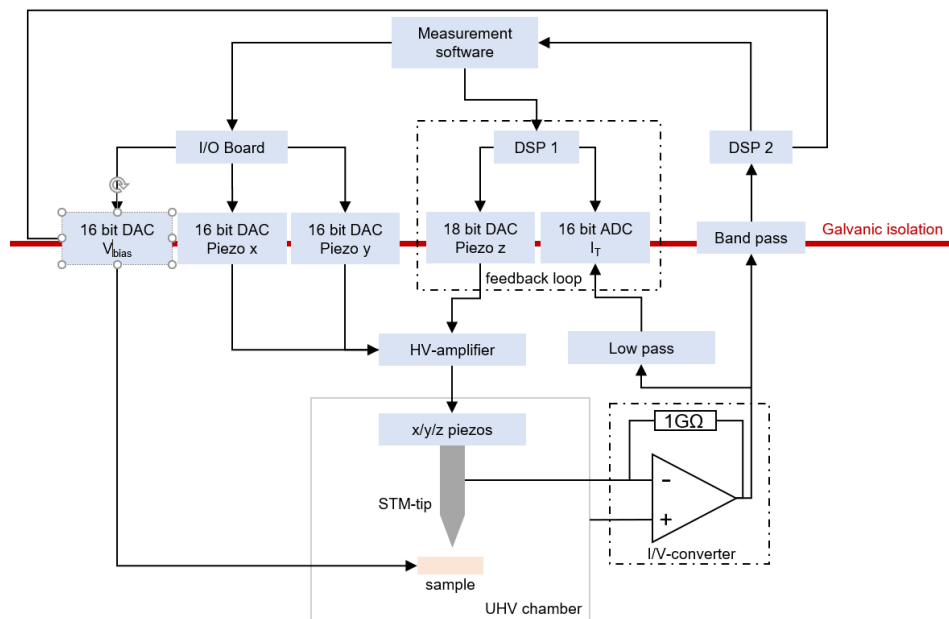 Measurement
software
I/O Board
DSP 1
DSP 2
16 bit DAC
Vbias
16 bit DAC
Piezo x
16 bit DAC
Piezo y
18 bit DAC
Piezo z
16 bit ADC
IT
Band pass
Galvanic isolation
feedback loop
HV-amplifier
Low pass
x/y/z piezos
1GΩ
STM-tip
-
+
I/V-converter
sample
UHV chamber